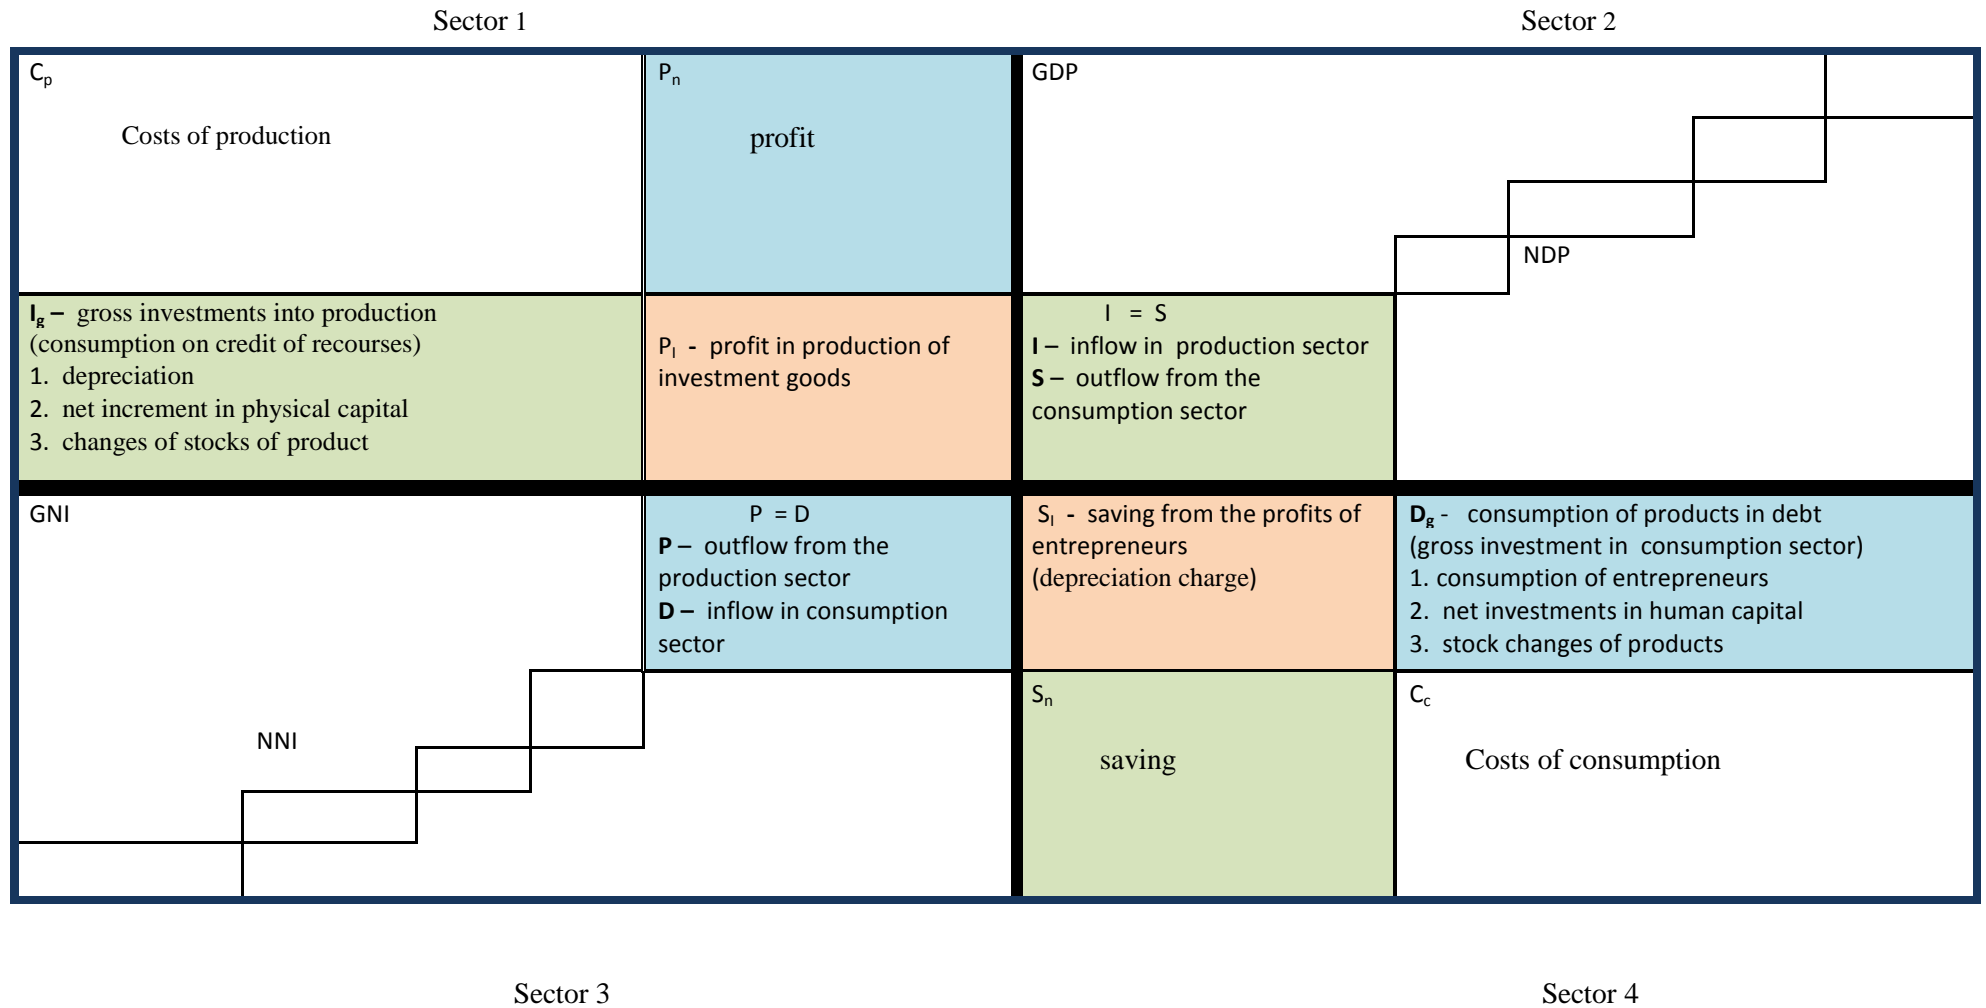 Sector 1
Sector 2
Cp
Costs of production
Pn
profit
GDP
NDP
Ig – gross investments into production
(consumption on credit of recourses)
1. depreciation
2. net increment in physical capital
3. changes of stocks of product
PI - profit in production of
investment goods
I = S
I – inflow in production sector
S – outflow from the
consumption sector
GNI
NNI
P = D
P – outflow from the
production sector
D – inflow in consumption
sector
SI - saving from the profits of
entrepreneurs
(depreciation charge)
Dg - consumption of products in debt
(gross investment in consumption sector)
1. consumption of entrepreneurs
2. net investments in human capital
3. stock changes of products
Sn
saving
Cc
Costs of consumption
Sector 3
Sector 4